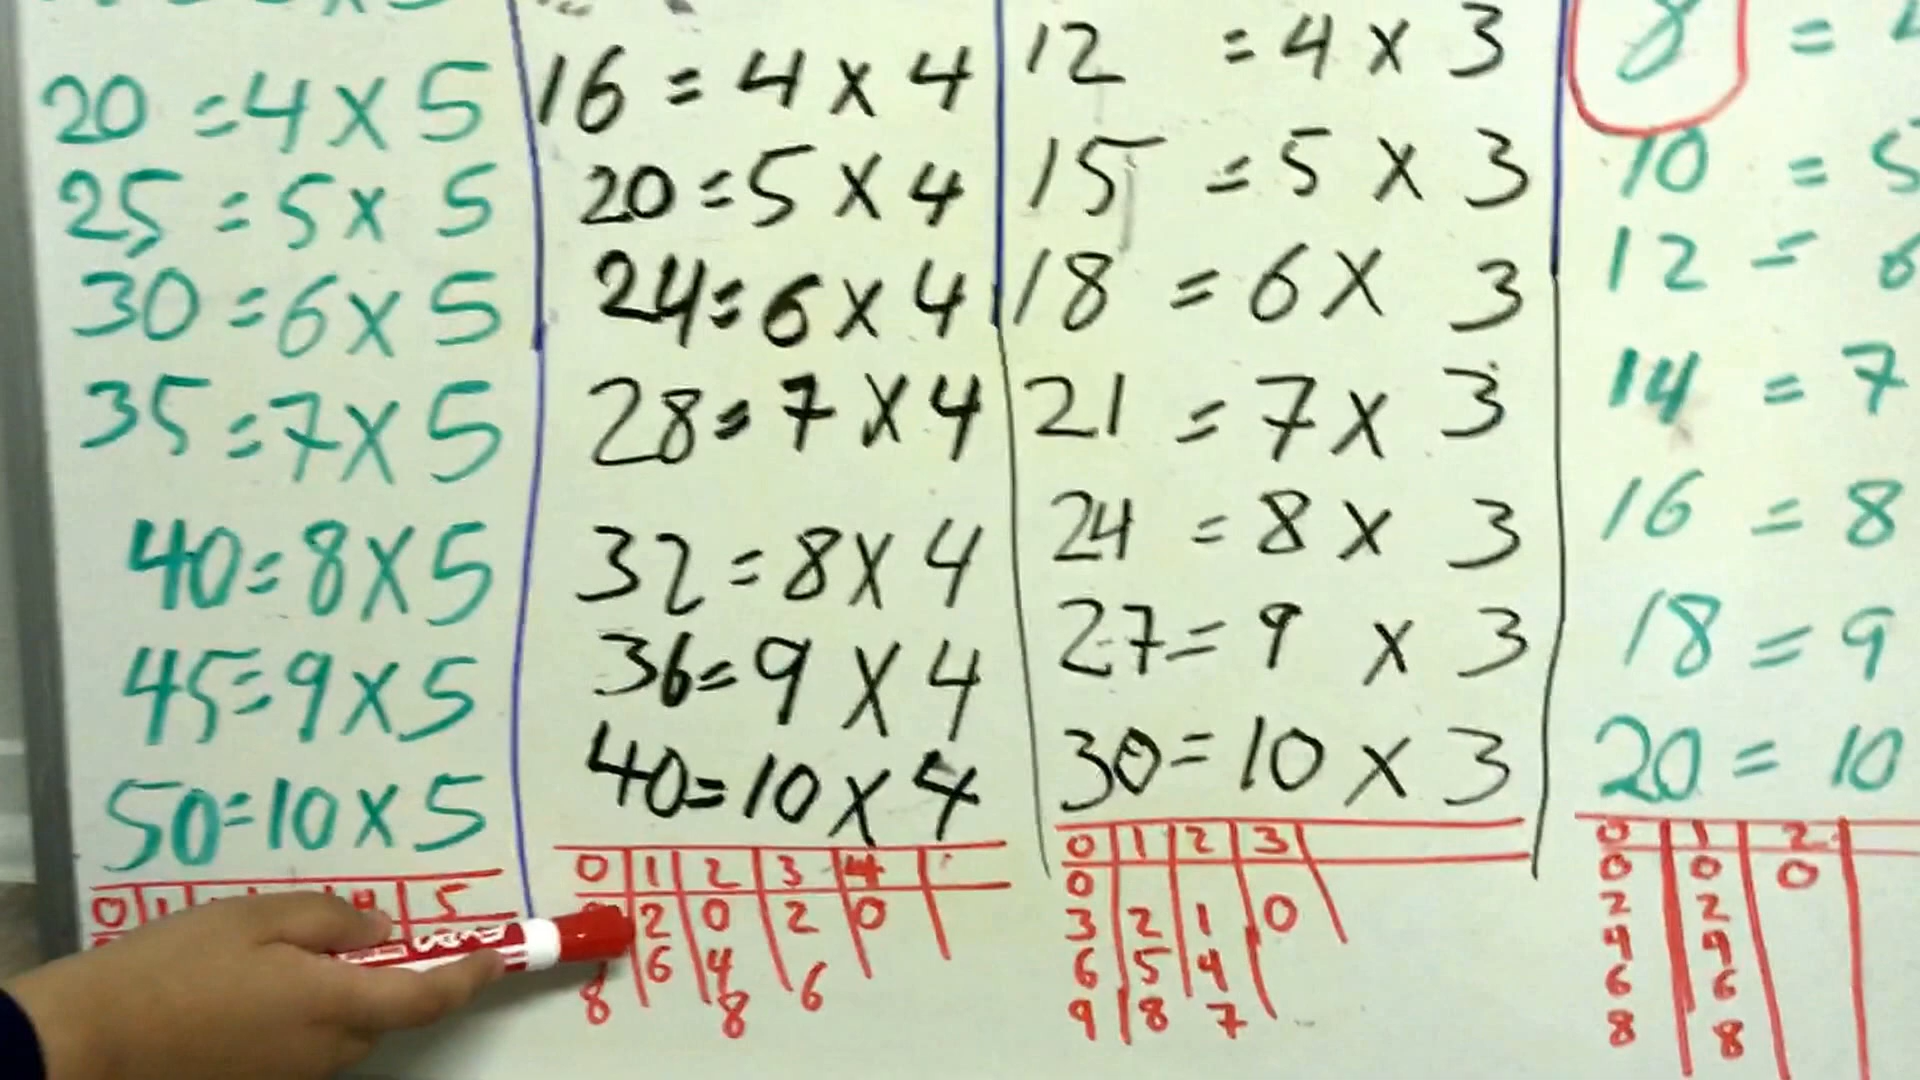 20 = 4 X 5
25 = 5 x 5
30 = 6 x 5
35 = 7 X 5
40 = 8 X 5
45 = 9 X 5
50 = 10 x 5
0 1 5
16 = 4 x 4
20 = 5 X 4
24 = 6 X 4
28 = 7 X 4
32 = 8 X 4
36 = 9 X 4
40 = 10 X 4
0 1 2 3 4
2 0 2 0
6 4
8 8 6
12 = 4 x 3
15 = 5 x 3
18 = 6 X 3
21 = 7 x 3
24 = 8 x 3
27 = 9 x 3
30 = 10 x 3
0 1 2 3
0
3 2 1 0
6 5 4
9 8 7
8 =
10 = 5
12 = 6
14 = 7
16 = 8
18 = 9
20 = 10
0 1 2
0 0 0
2 2
4 4
6 6
8 8